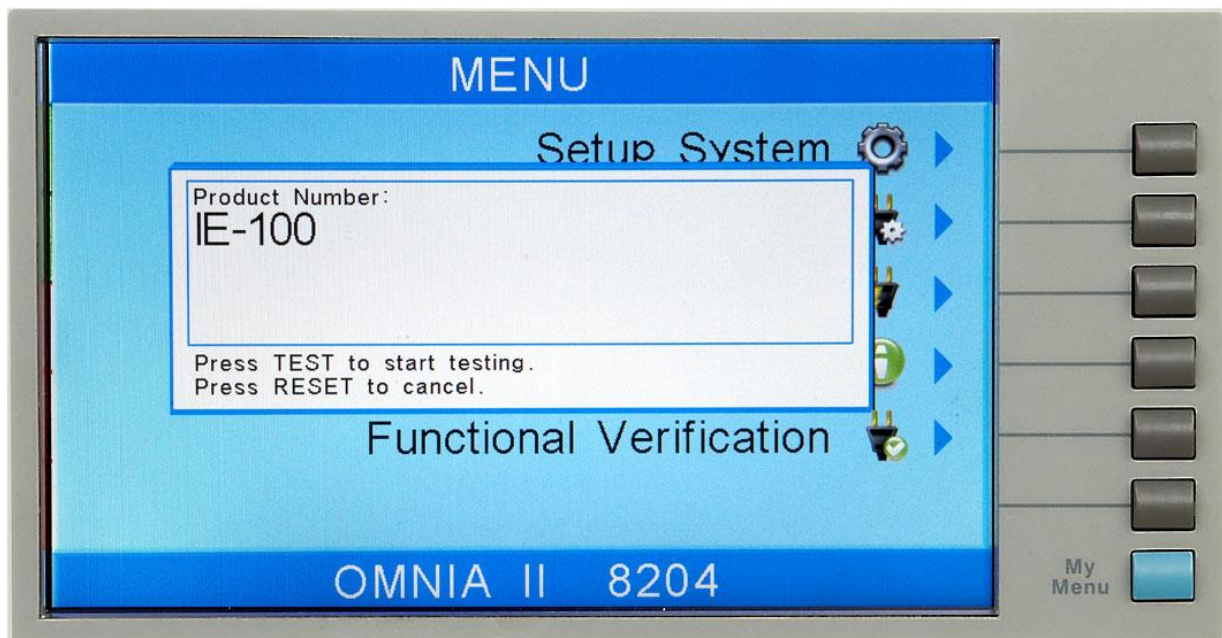 MENU
Setup System
Product Number:
IE-100
Press TEST to start testing.
Press RESET to cancel.
Functional Verification
OMNIA II 8204
My
Menu